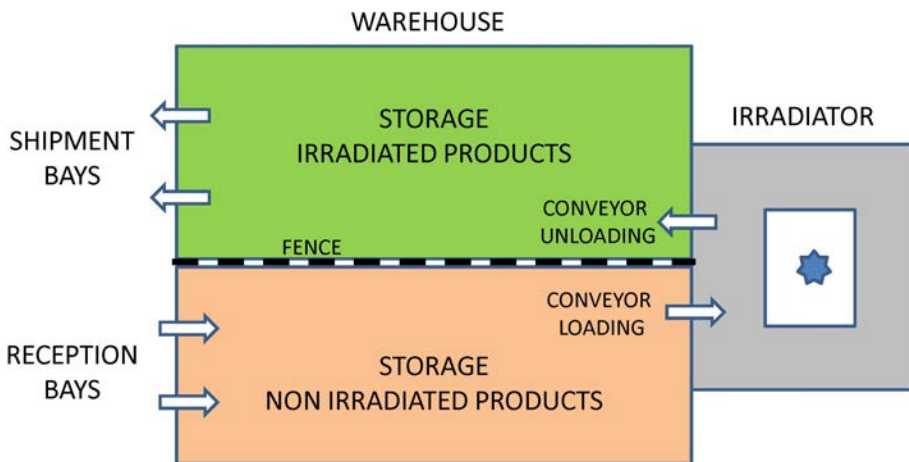 WAREHOUSE
STORAGE
IRRADIATED PRODUCTS
IRRADIATOR
SHIPMENT
BAYS
CONVEYOR
UNLOADING
FENCE
CONVEYOR
LOADING
RECEPTION
BAYS
STORAGE
NON IRRADIATED PRODUCTS